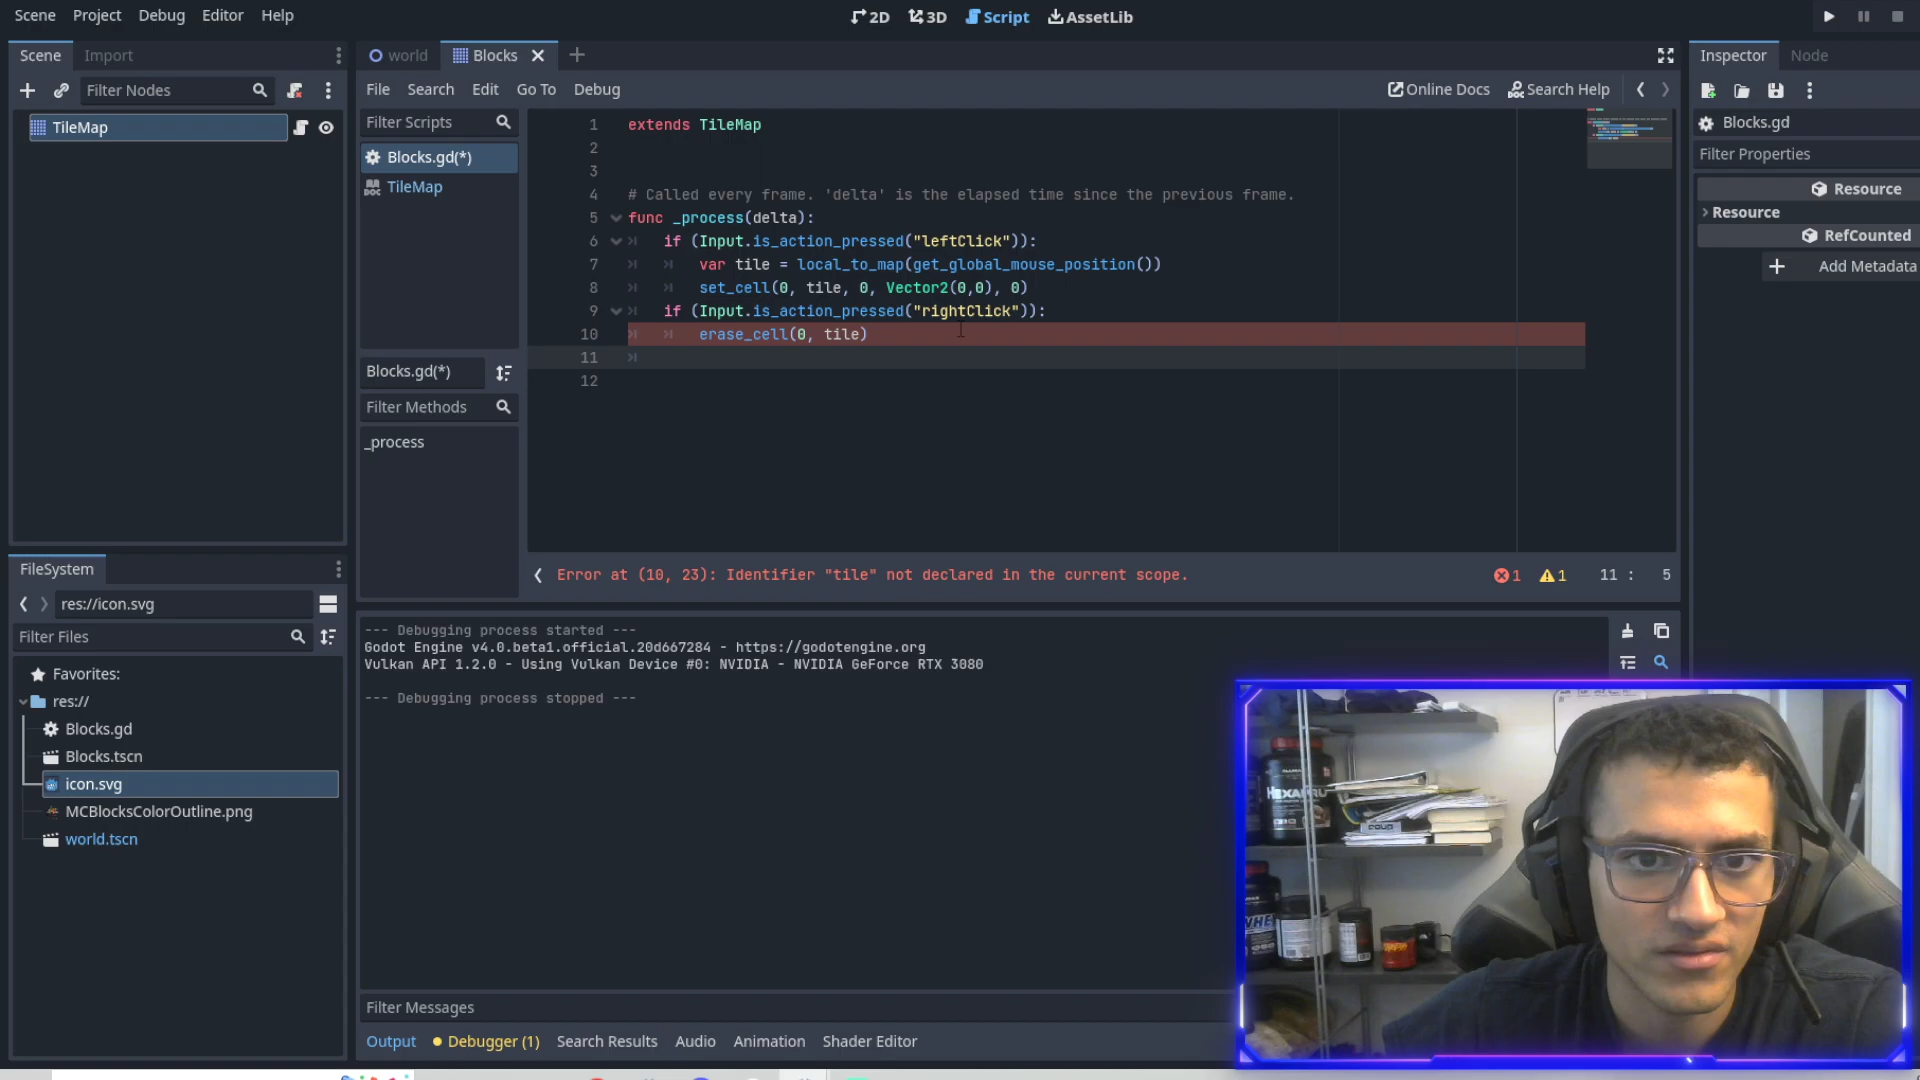 Scene Project Debug Editor Help
2D 3D Script AssetLib
Scene Import
Filter Nodes
TileMap
world Blocks
File Search Edit Go To Debug
Online Docs Search Help
Filter Scripts
Blocks.gd(*)
TileMap
Blocks.gd(*)
Filter Methods
_process
1 extends TileMap
2
3
4 # Called every frame. 'delta' is the elapsed time since the previous frame.
5 func _process(delta):
6 if (Input.is_action_pressed("leftClick")):
7 var tile = local_to_map(get_global_mouse_position())
8 set_cell(0, tile, 0, Vector2(0,0), 0)
9 if (Input.is_action_pressed("rightClick")):
10 erase_cell(0, tile)
11
12
Error at (10, 23): Identifier "tile" not declared in the current scope.
1 1 11 : 5
Inspector Node
Blocks.gd
Filter Properties
Resource
Resource
RefCounted
Add Metadata
FileSystem
res://icon.svg
Filter Files
Favorites:
res://
Blocks.gd
Blocks.tscn
icon.svg
MCBlocksColorOutline.png
world.tscn
--- Debugging process started ---
Godot Engine v4.0.beta1.official.20d667284 - https://godotengine.org
Vulkan API 1.2.0 - Using Vulkan Device #0: NVIDIA - NVIDIA GeForce RTX 3080
--- Debugging process stopped ---
Filter Messages
Output Debugger (1) Search Results Audio Animation Shader Editor